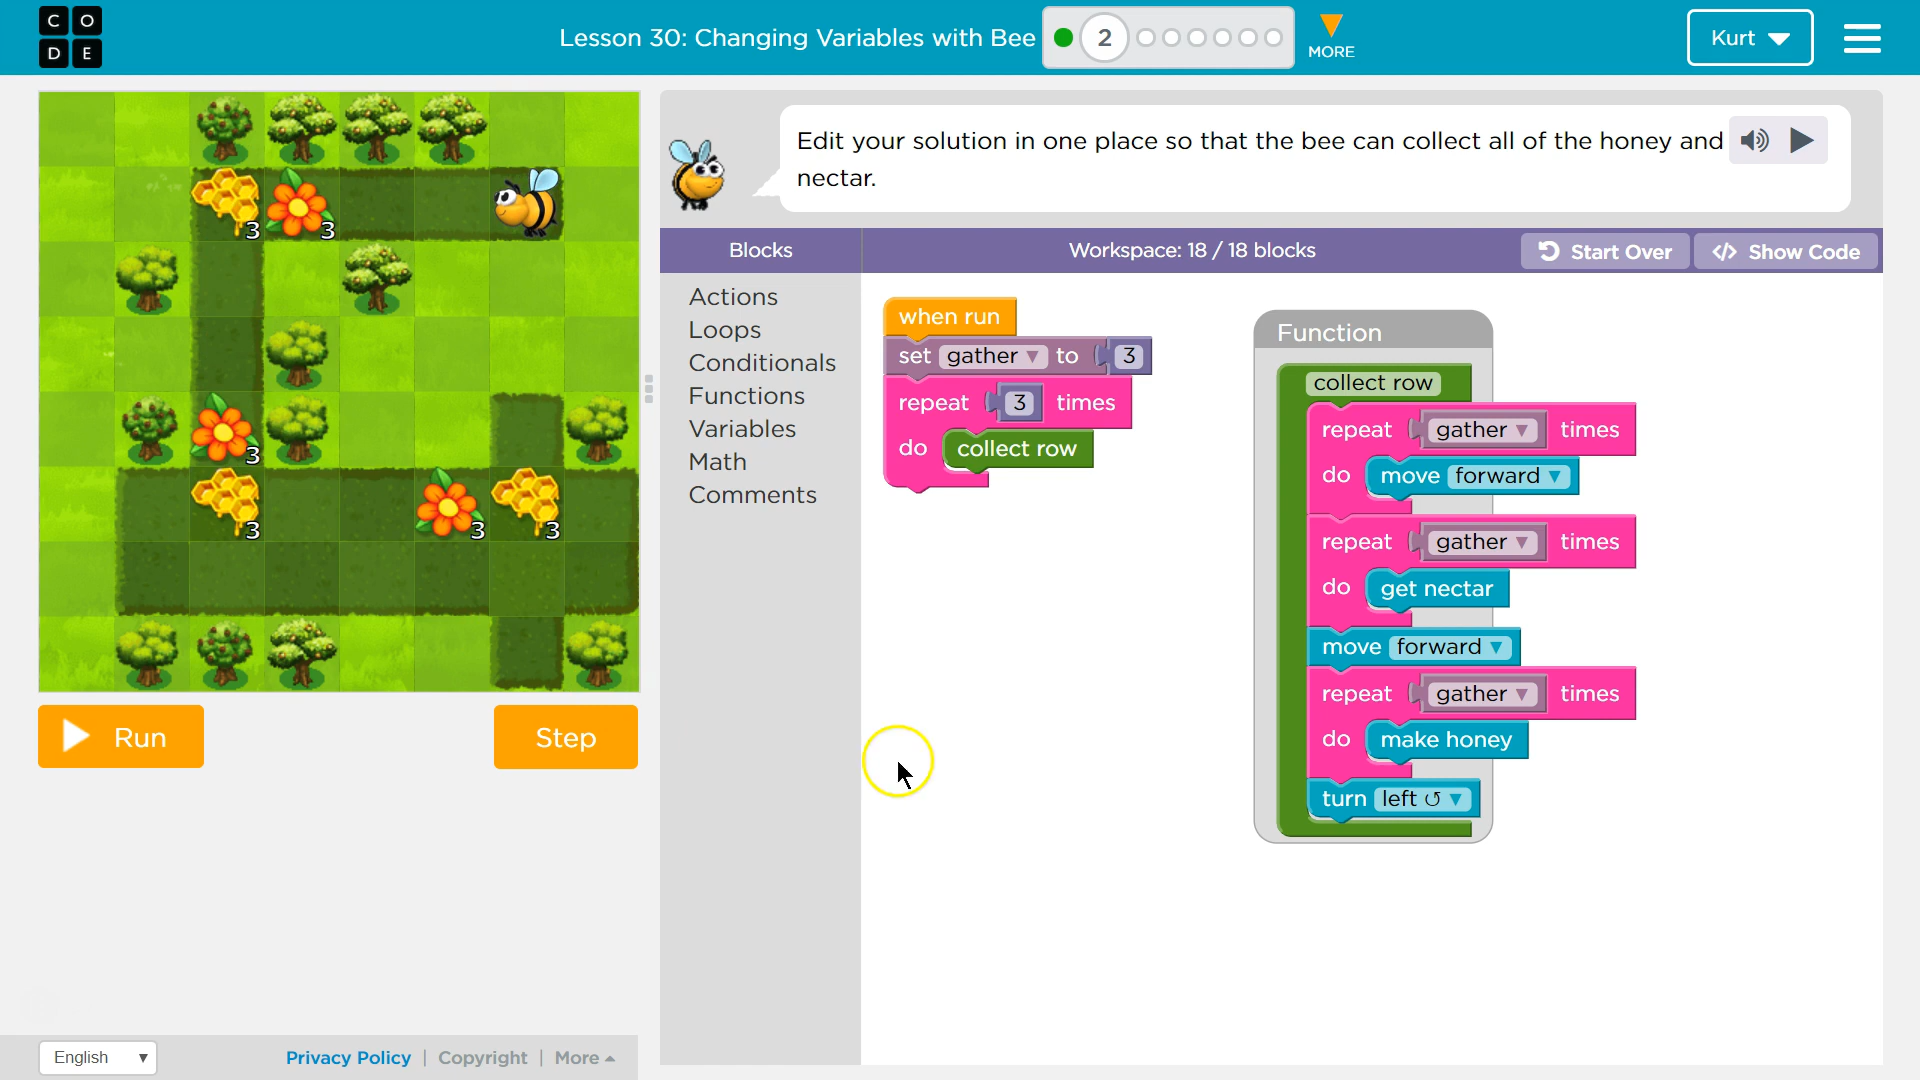 C O
D E
Lesson 30: Changing Variables with Bee
2
MORE
Kurt
Edit your solution in one place so that the bee can collect all of the honey and
nectar.
3 3
3
3 3 3
Run
Step
Blocks
Workspace: 18 / 18 blocks
Start Over
</> Show Code
Actions
Loops
Conditionals
Functions
Variables
Math
Comments
when run
set gather to 3
repeat 3 times
do collect row
Function
collect row
repeat gather times
do move forward
repeat gather times
do get nectar
move forward
repeat gather times
do make honey
turn left ↺
English
Privacy Policy | Copyright | More